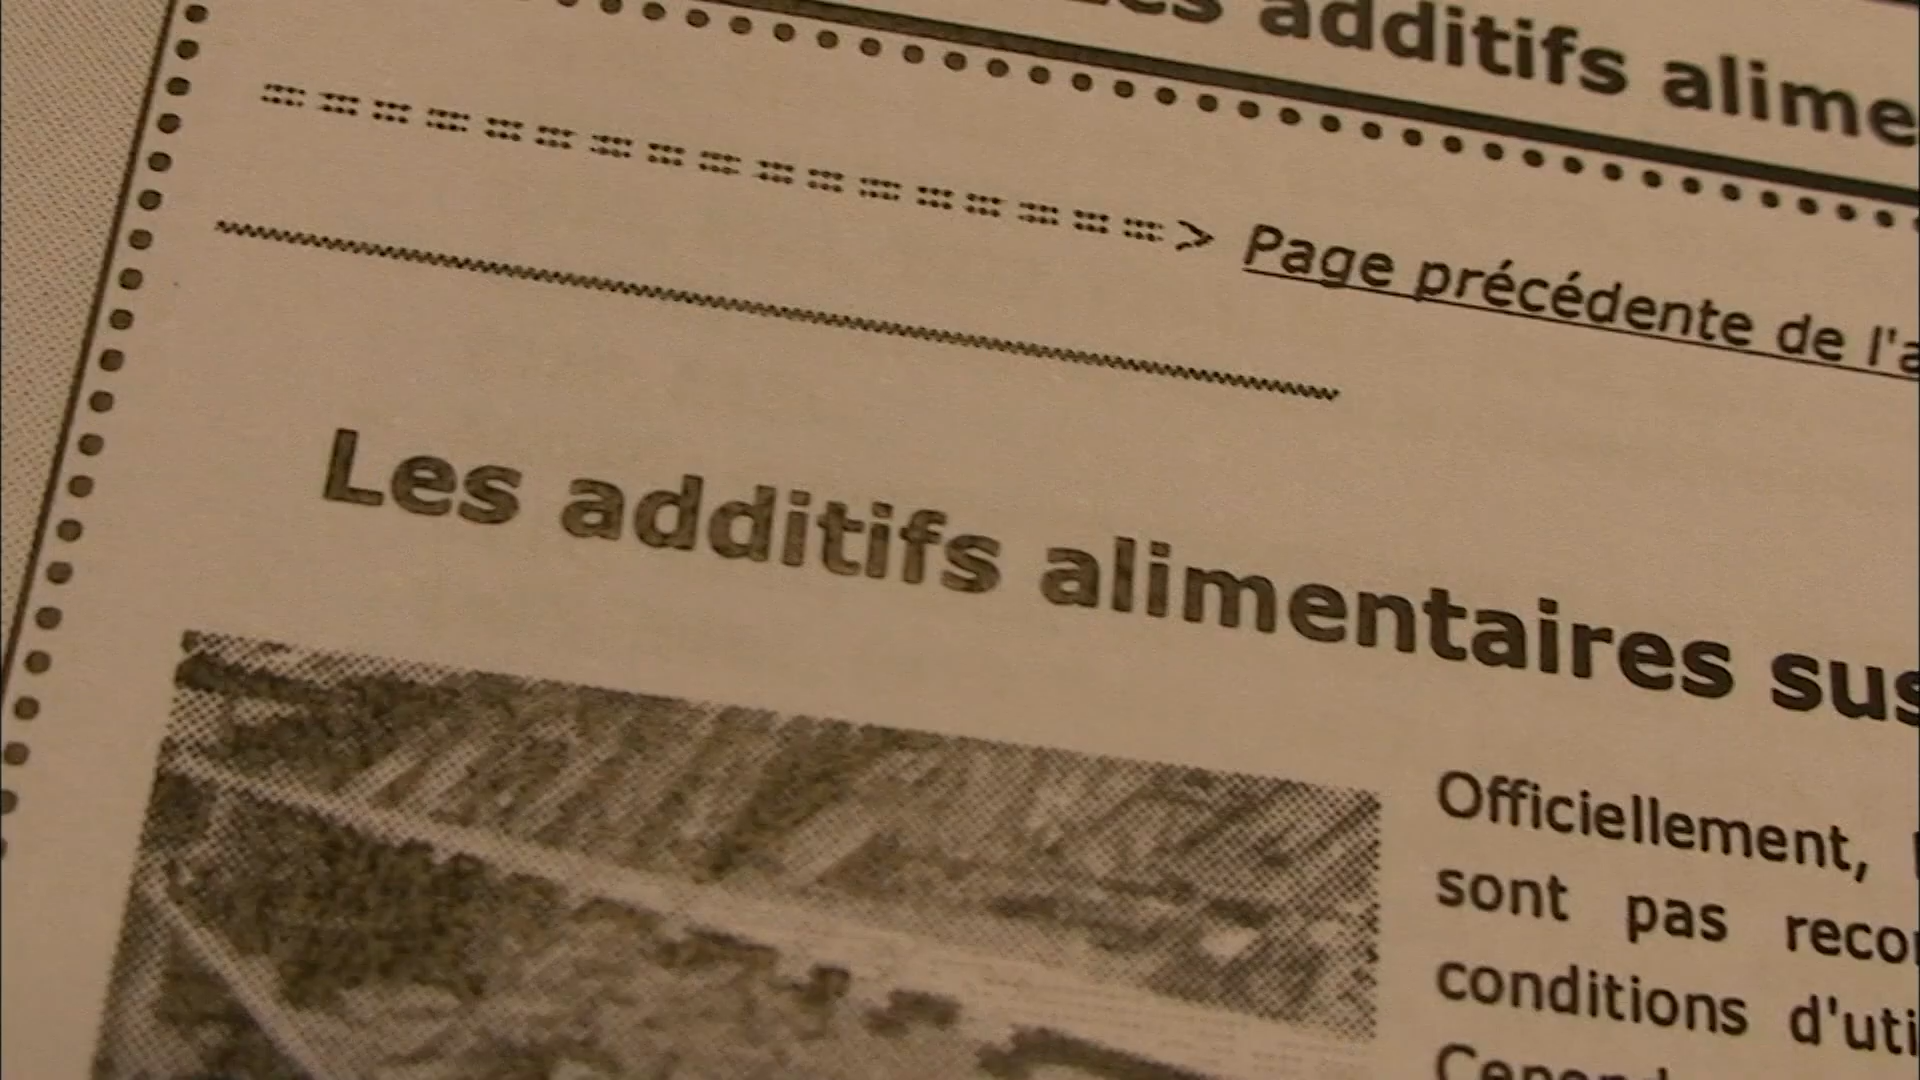 additifs alime
================> Page précédente de l'a
Les additifs alimentaires sus
Officiellement,
sont pas reco
conditions d'uti